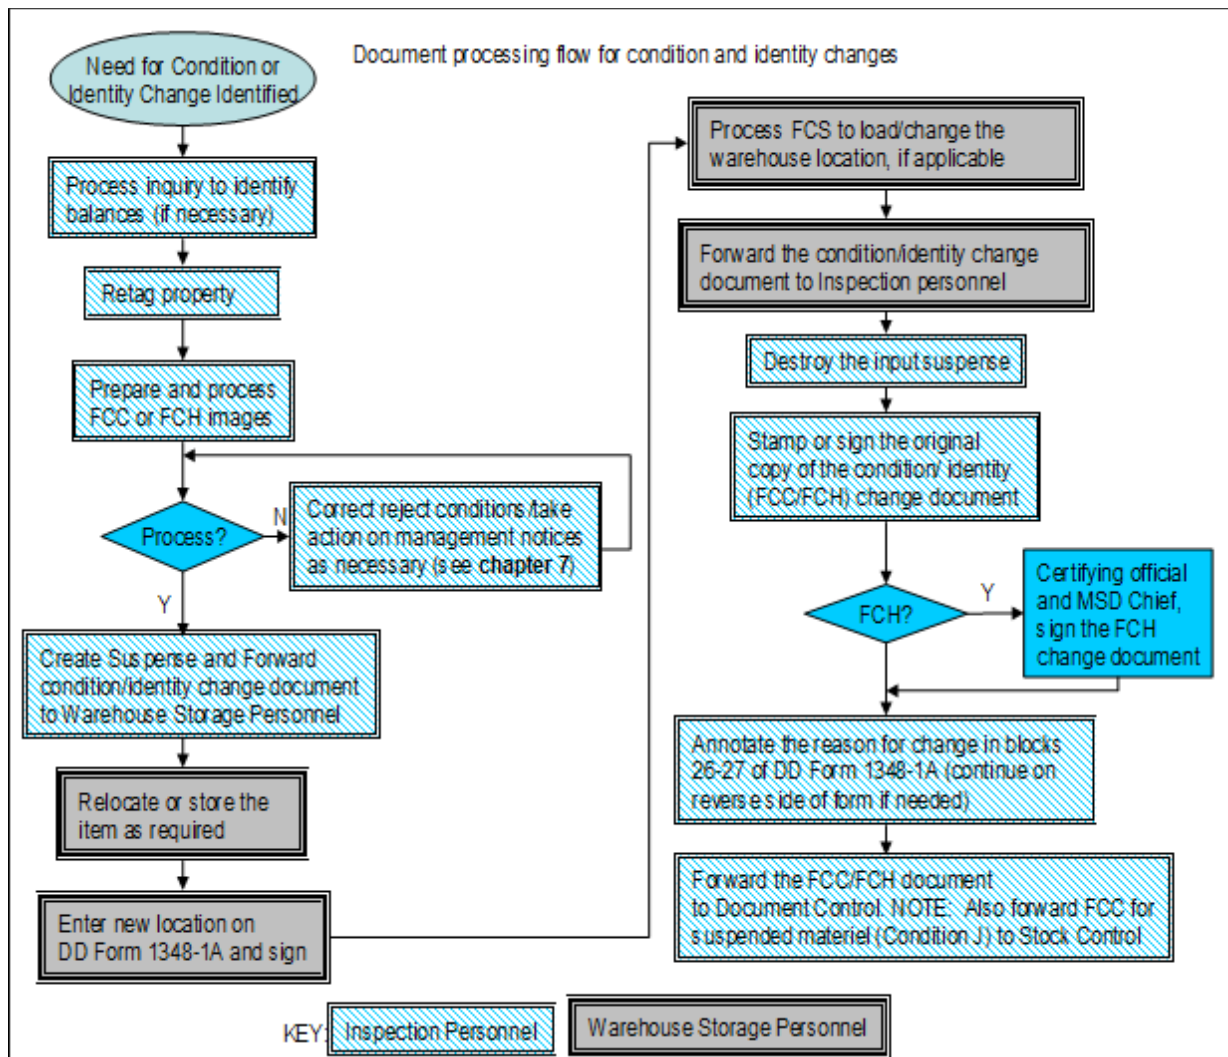 Document processing flow for condition and identity changes
Need for Condition or
Identity Change Identified
Process inquiry to identify
balances (if necessary)
Retag property
Prepare and process
FCC or FCH images
Process?
N
Correct reject conditions/take
action on management notices
as necessary (see chapter 7)
Y
Create Suspense and Forward
condition/identity change document
to Warehouse Storage Personnel
Relocate or store the
item as required
Enter new location on
DD Form 1348-1A and sign
Process FCS to load/change the
warehouse location, if applicable
Forward the condition/identity change
document to Inspection personnel
Destroy the input suspense
Stamp or sign the original
copy of the condition/ identity
(FCC/FCH) change document
FCH?
Y
Certifying official
and MSD Chief,
sign the FCH
change document
Annotate the reason for change in blocks
26-27 of DD Form 1348-1A (continue on
reverse side of form if needed)
Forward the FCC/FCH document
to Document Control. NOTE: Also forward FCC for
suspended materiel (Condition J) to Stock Control
KEY:
Inspection Personnel
Warehouse Storage Personnel